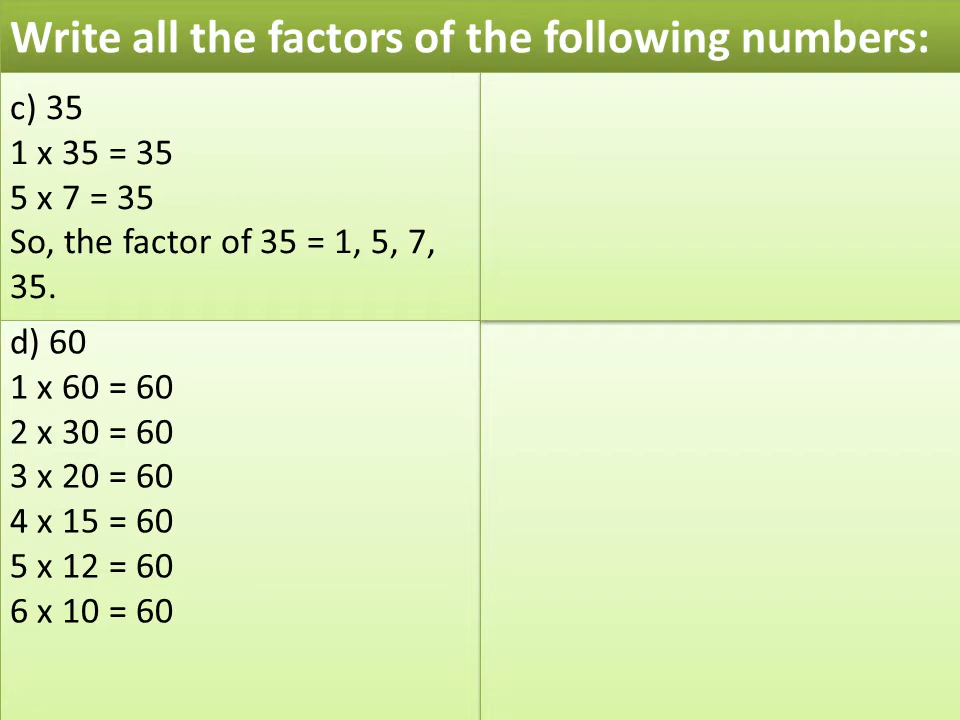 Write all the factors of the following numbers:
c) 35
1 x 35 = 35
5 x 7 = 35
So, the factor of 35 = 1, 5, 7,
35.
d) 60
1 x 60 = 60
2 x 30 = 60
3 x 20 = 60
4 x 15 = 60
5 x 12 = 60
6 x 10 = 60